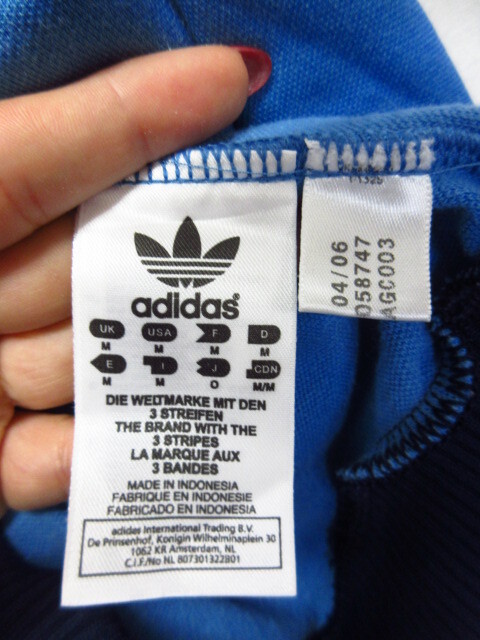 adidas
UK USA F D
M M M M
E I J CDN
M M O M/M
DIE WELTMARKE MIT DEN
3 STREIFEN
THE BRAND WITH THE
3 STRIPES
LA MARQUE AUX
3 BANDES
MADE IN INDONESIA
FABRIQUE EN INDONESIE
FABRICADO EN INDONESIA
adidas International Trading B.V.
De Prinsenhof, Konigin Wilhelminaplein 30
1062 KR Amsterdam, NL
C.I.F./No NL 807301322B01
04/06
058747
AGC003